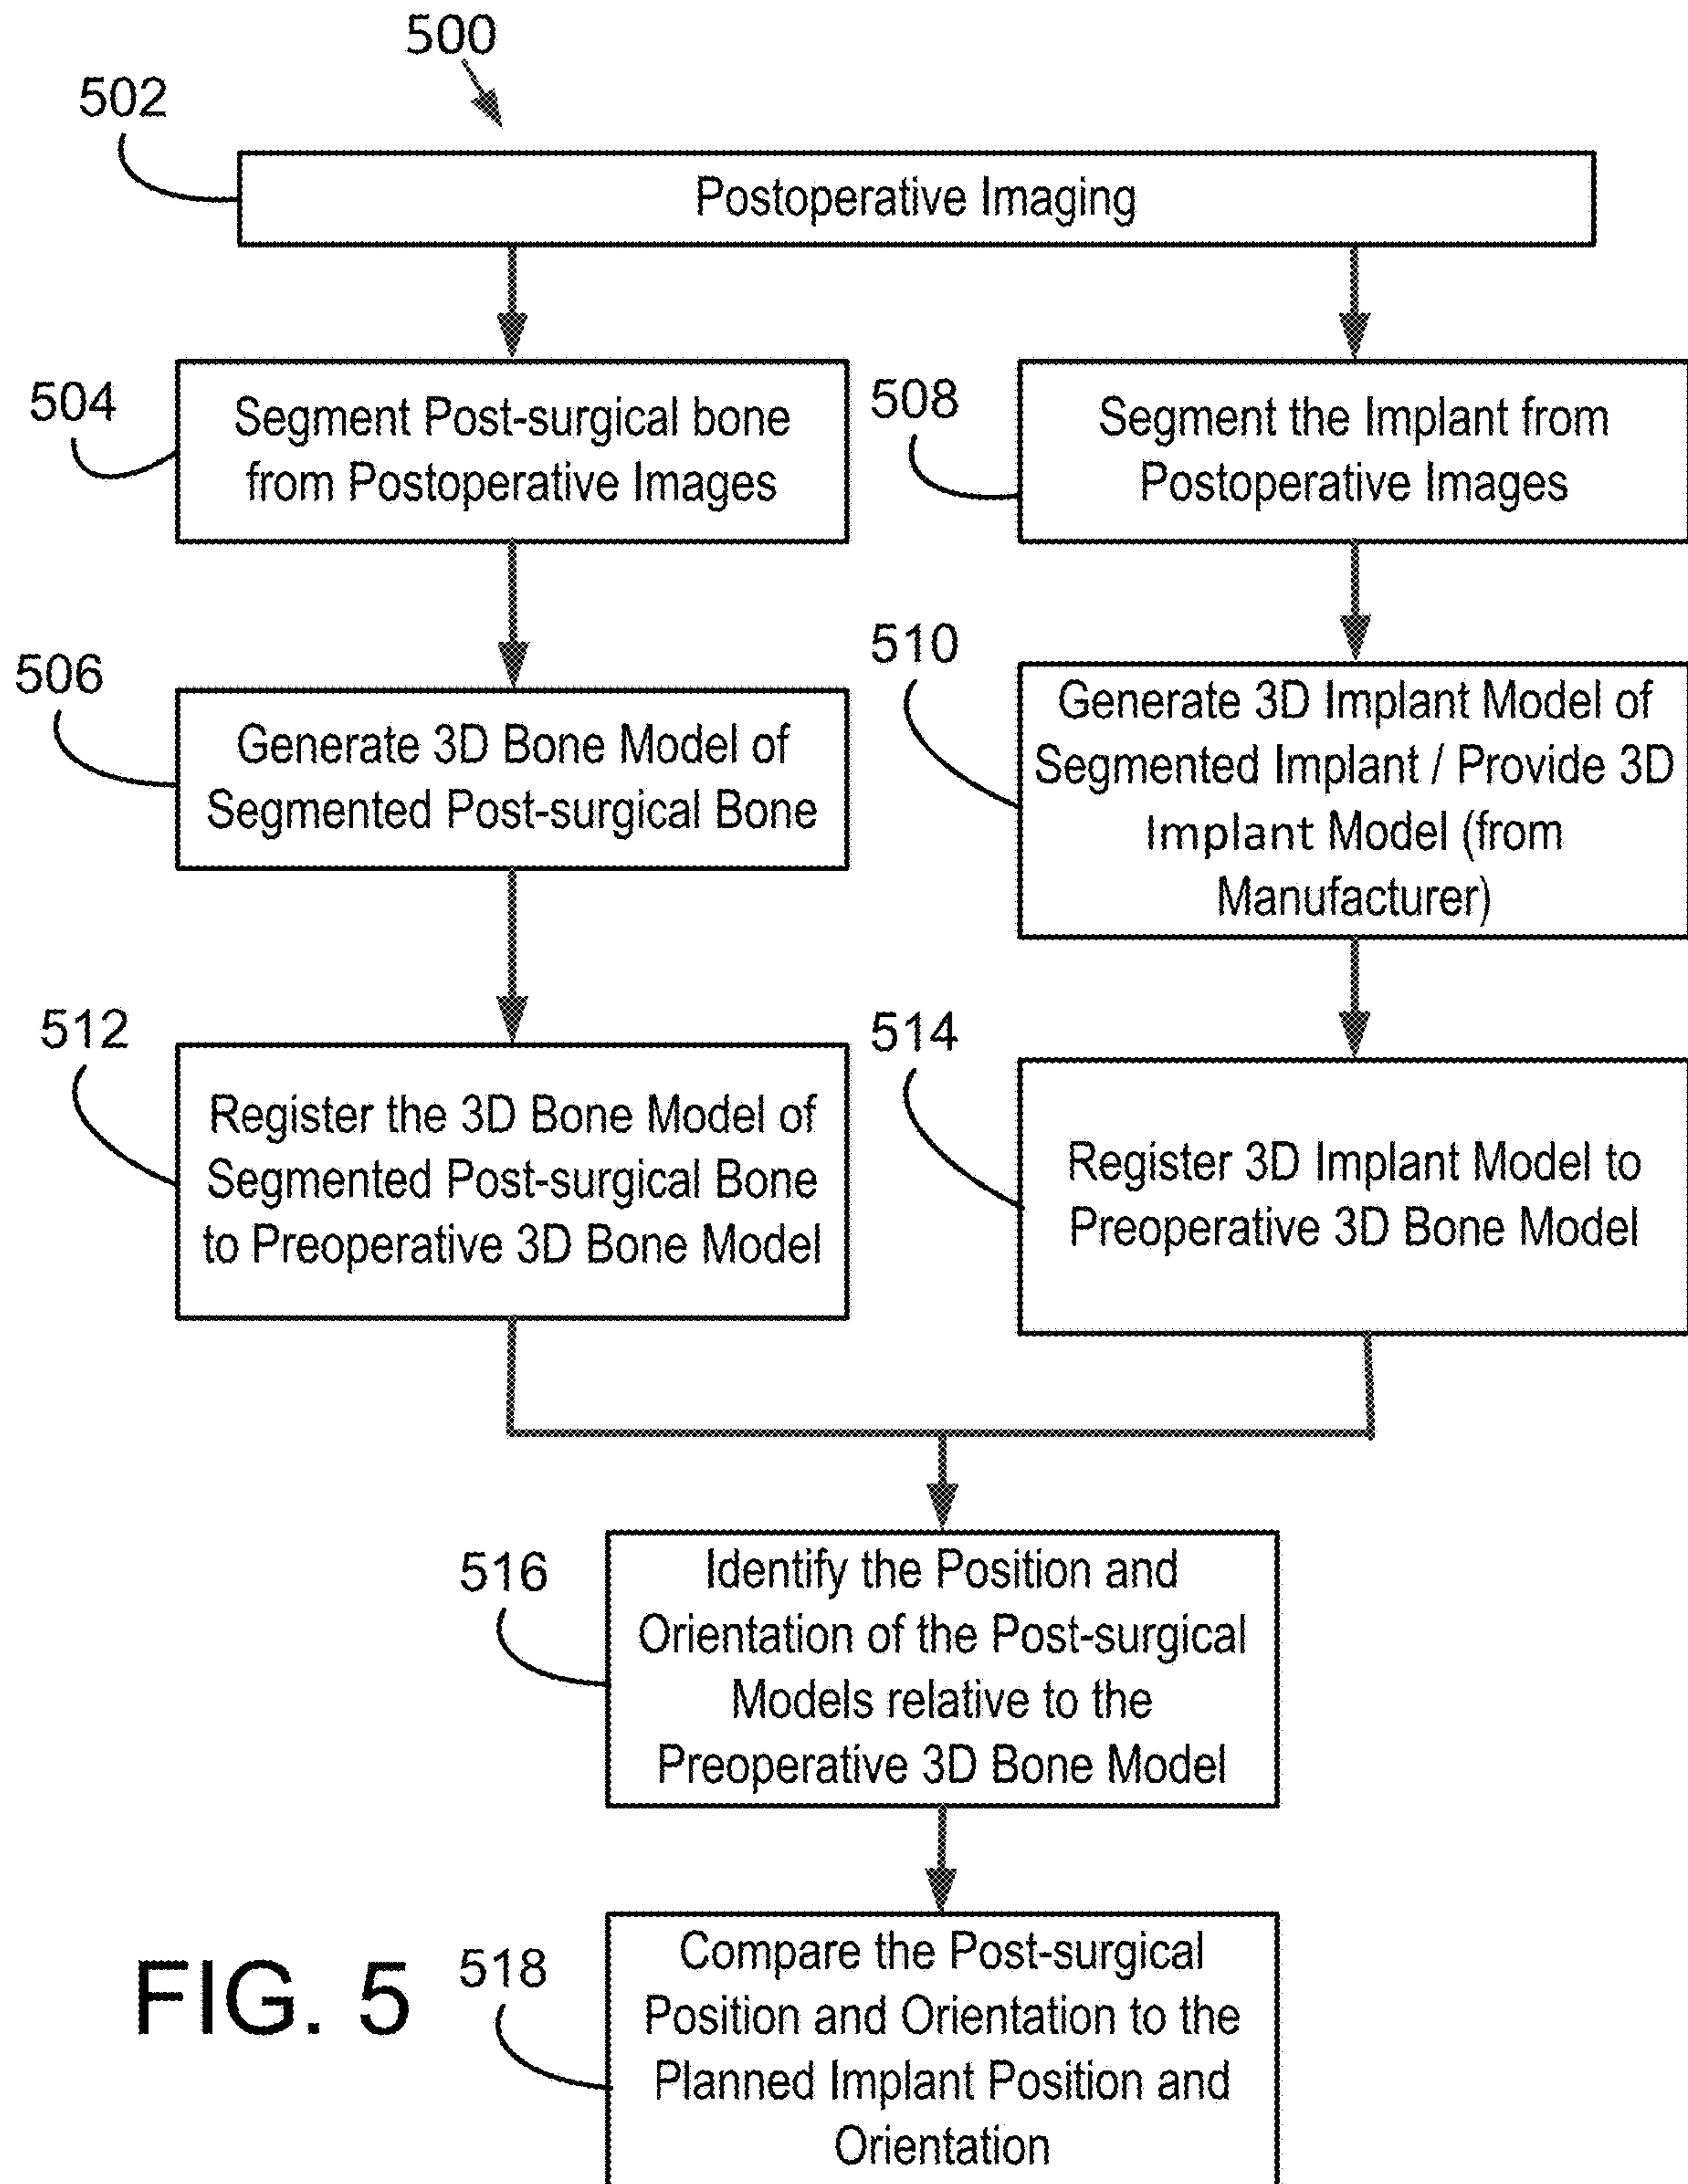 500
502
Postoperative Imaging
504
Segment Post-surgical bone
from Postoperative Images
508
Segment the Implant from
Postoperative Images
506
Generate 3D Bone Model of
Segmented Post-surgical Bone
510
Generate 3D Implant Model of
Segmented Implant / Provide 3D
Implant Model (from
Manufacturer)
512
Register the 3D Bone Model of
Segmented Post-surgical Bone
to Preoperative 3D Bone Model
514
Register 3D Implant Model to
Preoperative 3D Bone Model
516
Identify the Position and
Orientation of the Post-surgical
Models relative to the
Preoperative 3D Bone Model
518
Compare the Post-surgical
Position and Orientation to the
Planned Implant Position and
Orientation
FIG. 5